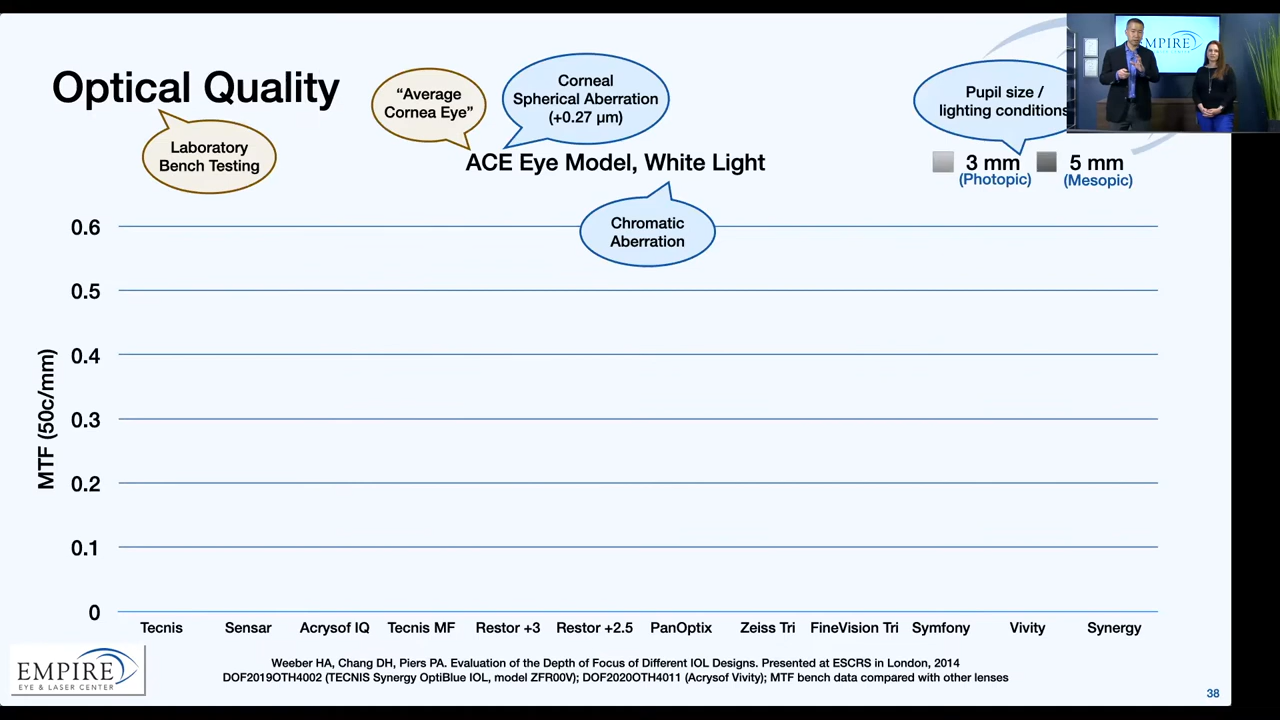 Optical Quality
Laboratory
Bench Testing
“Average
Cornea Eye”
Corneal
Spherical Aberration
(+0.27 µm)
Pupil size /
lighting conditions
EMPIRE
ACE Eye Model, White Light
3 mm
(Photopic)
5 mm
(Mesopic)
Chromatic
Aberration
MTF (50c/mm)
0.6
0.5
0.4
0.3
0.2
0.1
0
Tecnis Sensar Acrysof IQ Tecnis MF Restor +3 Restor +2.5 PanOptix Zeiss Tri FineVision Tri Symfony Vivity Synergy
Weeber HA, Chang DH, Piers PA. Evaluation of the Depth of Focus of Different IOL Designs. Presented at ESCRS in London, 2014
DOF2019OTH4002 (TECNIS Synergy OptiBlue IOL, model ZFR00V); DOF2020OTH4011 (Acrysof Vivity); MTF bench data compared with other lenses
EMPIRE
EYE & LASER CENTER
38